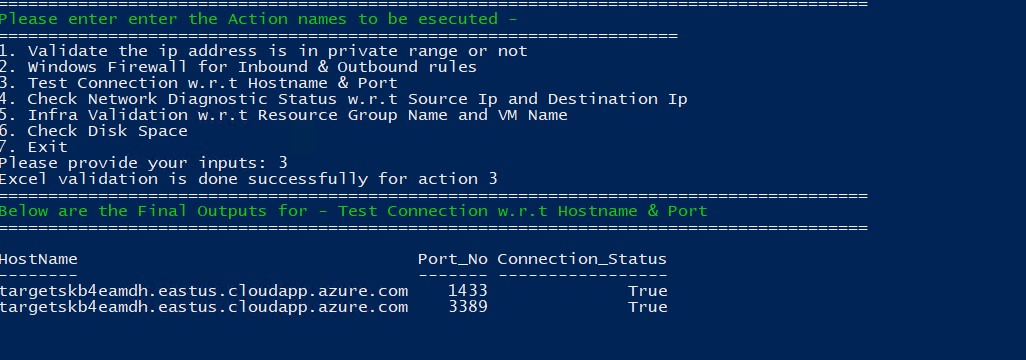 ===============================================================================================
Please enter enter the Action names to be esecuted -
====================================================================
1. Validate the ip address is in private range or not
2. Windows Firewall for Inbound & Outbound rules
3. Test Connection w.r.t Hostname & Port
4. Check Network Diagnostic Status w.r.t Source Ip and Destination Ip
5. Infra Validation w.r.t Resource Group Name and VM Name
6. Check Disk Space
7. Exit
Please provide your inputs: 3
Excel validation is done successfully for action 3
=======================================================================================
Below are the Final Outputs for - Test Connection w.r.t Hostname & Port
=======================================================================================
HostName Port_No Connection_Status
-------- ------- -----------------
targetskb4eamdh.eastus.cloudapp.azure.com 1433 True
targetskb4eamdh.eastus.cloudapp.azure.com 3389 True